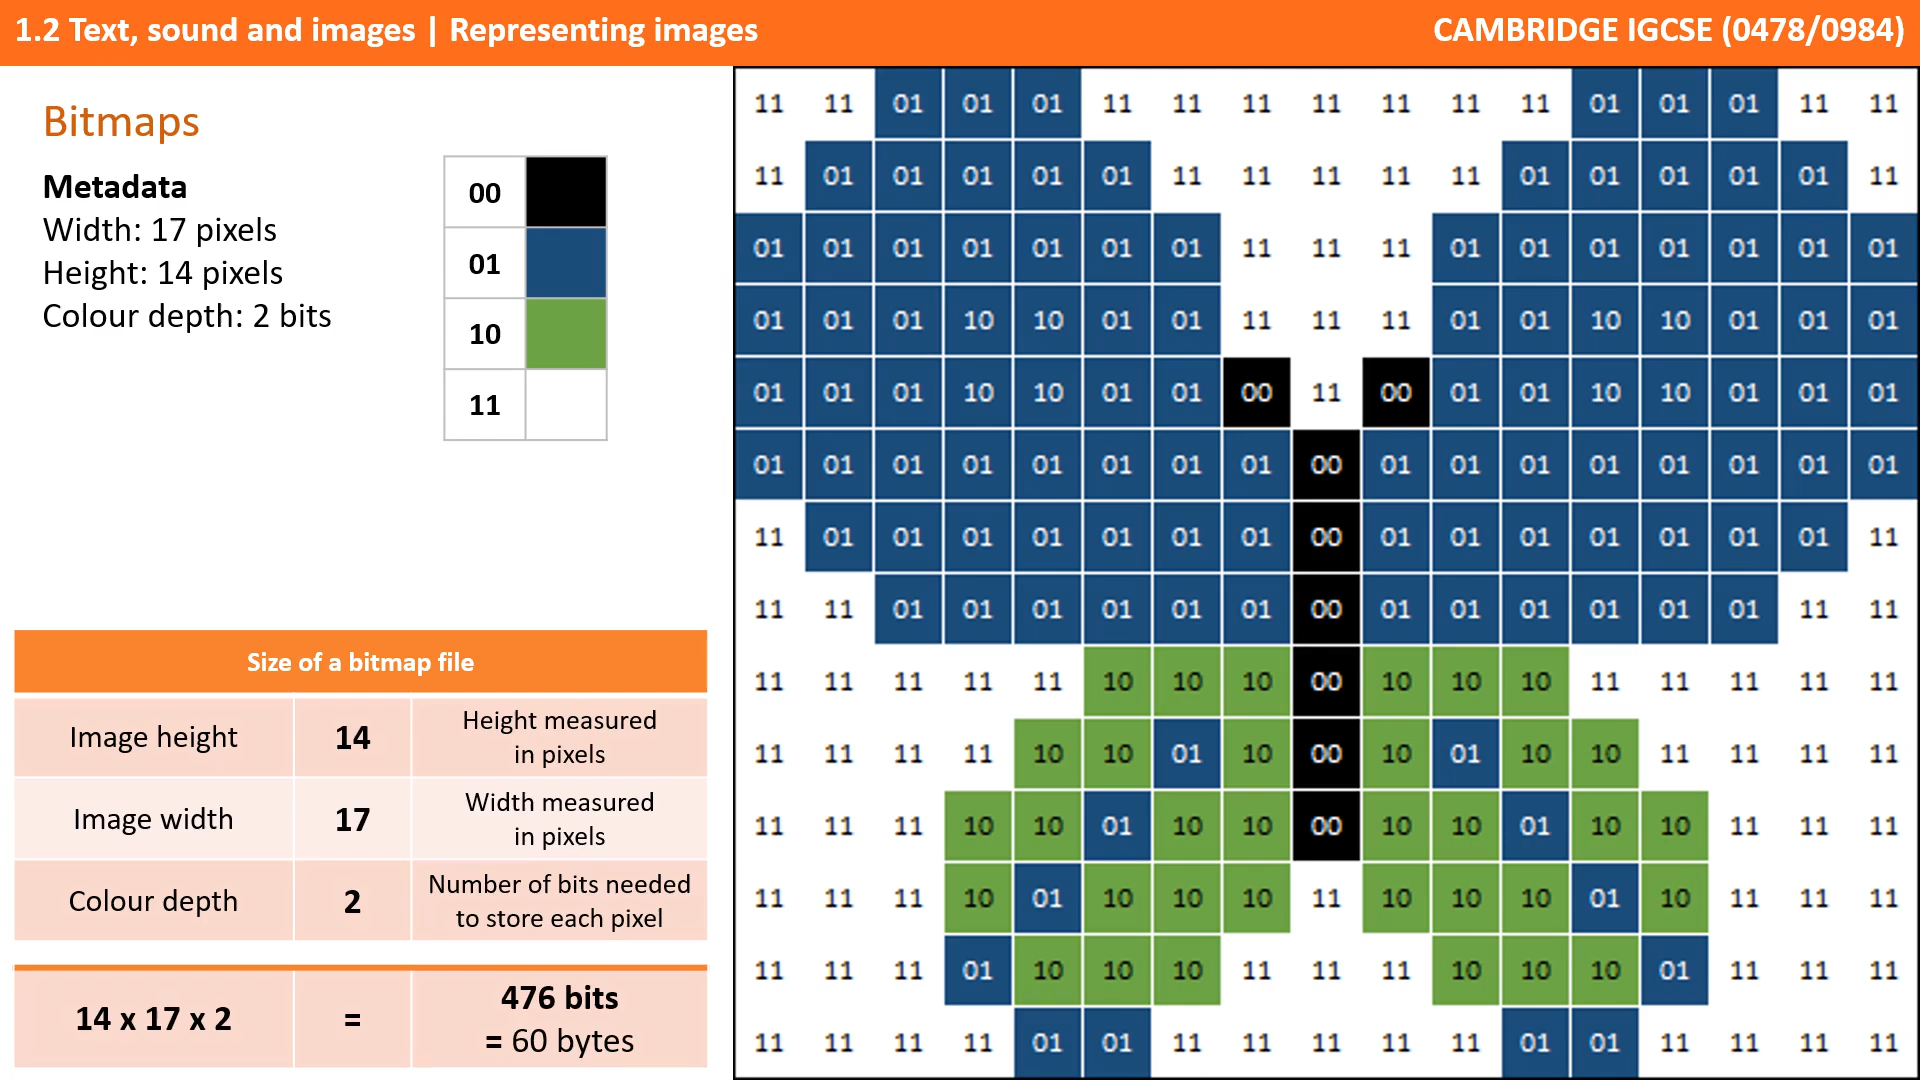 1.2 Text, sound and images | Representing images
CAMBRIDGE IGCSE (0478/0984)
Bitmaps
Metadata
Width: 17 pixels
Height: 14 pixels
Colour depth: 2 bits
00
01
10
11
Size of a bitmap file
Image height 14 Height measured
in pixels
Image width 17 Width measured
in pixels
Colour depth 2 Number of bits needed
to store each pixel
14 x 17 x 2 = 476 bits
= 60 bytes
11 11 01 01 01 11 11 11 11 11 11 11 01 01 01 11 11
11 01 01 01 01 01 11 11 11 11 11 01 01 01 01 01 11
01 01 01 01 01 01 01 11 11 11 01 01 01 01 01 01 01
01 01 01 10 10 01 01 11 11 11 01 01 10 10 01 01 01
01 01 01 10 10 01 01 00 11 00 01 01 10 10 01 01 01
01 01 01 01 01 01 01 01 00 01 01 01 01 01 01 01 01
11 01 01 01 01 01 01 01 00 01 01 01 01 01 01 01 11
11 11 01 01 01 01 01 01 00 01 01 01 01 01 01 11 11
11 11 11 11 11 10 10 10 00 10 10 10 11 11 11 11 11
11 11 11 11 10 10 01 10 00 10 01 10 10 11 11 11 11
11 11 11 10 10 01 10 10 00 10 10 01 10 10 11 11 11
11 11 11 10 01 10 10 10 11 10 10 10 01 10 11 11 11
11 11 11 01 10 10 10 11 11 11 10 10 10 01 11 11 11
11 11 11 11 01 01 11 11 11 11 11 01 01 11 11 11 11